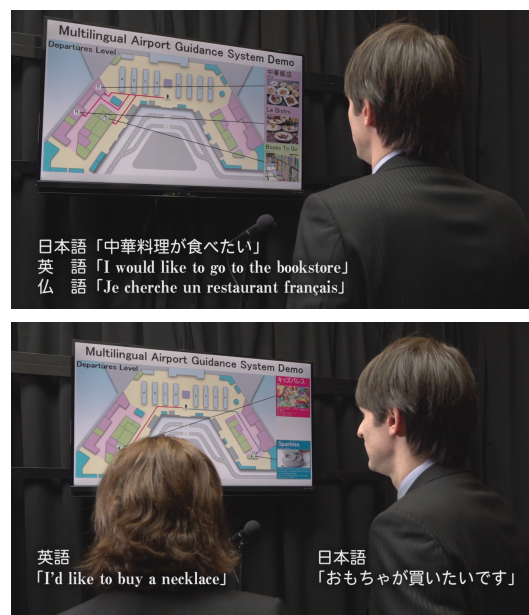 Multilingual Airport Guidance System Demo
Departures Level
中華飯店
La Bistro
Books To Go
日本語「中華料理が食べたい」
英　語「I would like to go to the bookstore」
仏　語「Je cherche un restaurant français」
Multilingual Airport Guidance System Demo
Departures Level
キッズパレス
Sparkles
英語
「I'd like to buy a necklace」
日本語
「おもちゃが買いたいです」